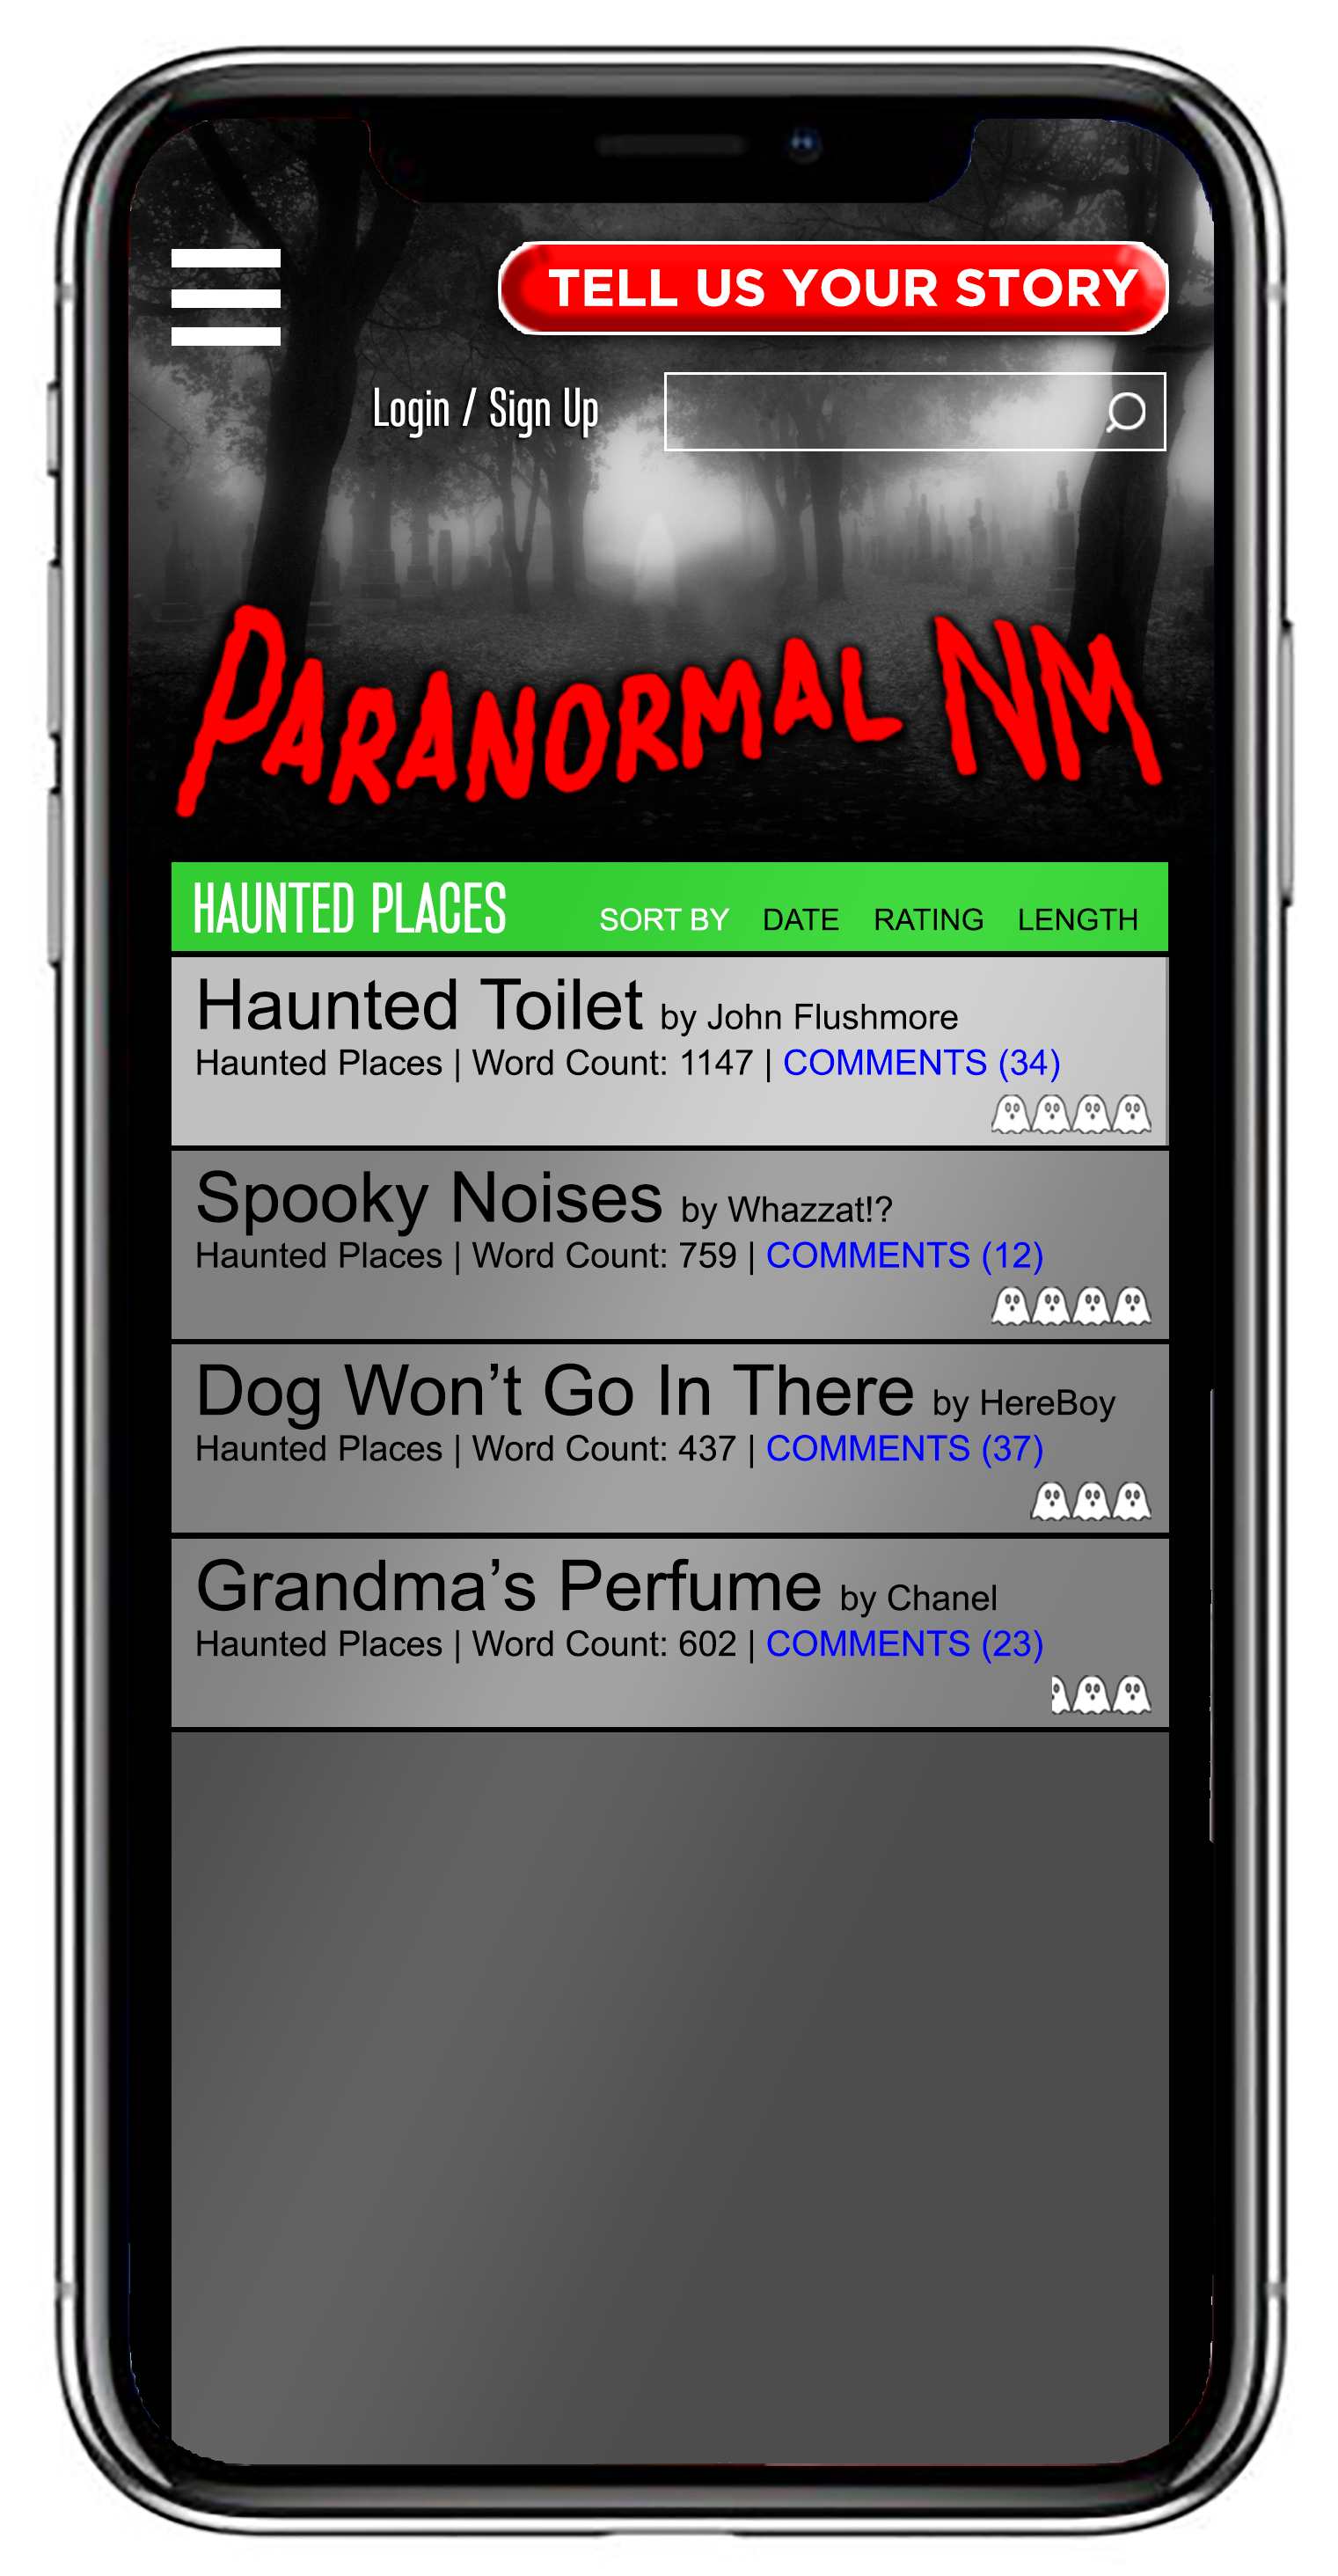 TELL US YOUR STORY
Login / Sign Up
PARANORMAL NM
HAUNTED PLACES SORT BY DATE RATING LENGTH
Haunted Toilet by John Flushmore
Haunted Places | Word Count: 1147 | COMMENTS (34)
Spooky Noises by Whazzat!?
Haunted Places | Word Count: 759 | COMMENTS (12)
Dog Won’t Go In There by HereBoy
Haunted Places | Word Count: 437 | COMMENTS (37)
Grandma’s Perfume by Chanel
Haunted Places | Word Count: 602 | COMMENTS (23)